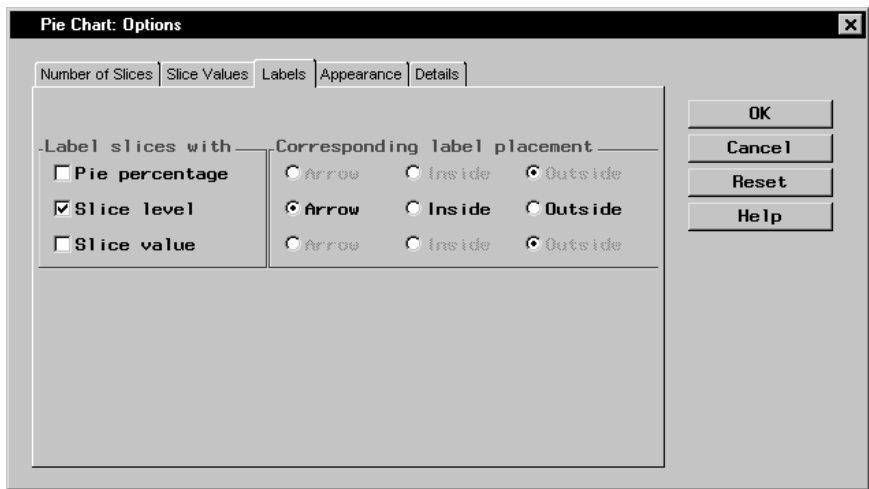 Pie Chart: Options
Number of Slices Slice Values Labels Appearance Details
Label slices with Corresponding label placement
Pie percentage Arrow Inside Outside
Slice level Arrow Inside Outside
Slice value Arrow Inside Outside
OK
Cancel
Reset
Help